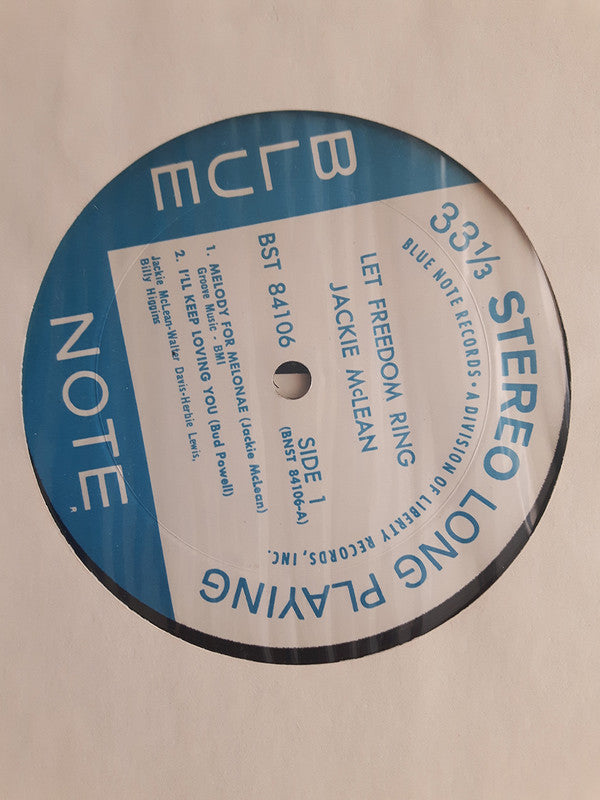 33 1/3 STEREO LONG PLAYING
BLUE NOTE RECORDS • A DIVISION OF LIBERTY RECORDS, INC.
BLUE
NOTE
LET FREEDOM RING
JACKIE McLEAN
BST 84106
SIDE 1
(BNST 84106-A)
1. MELODY FOR MELONAE (Jackie McLean)
Groove Music - BMI
2. I'LL KEEP LOVING YOU (Bud Powell)
Jackie McLean-Walter Davis-Herbie Lewis,
Billy Higgins